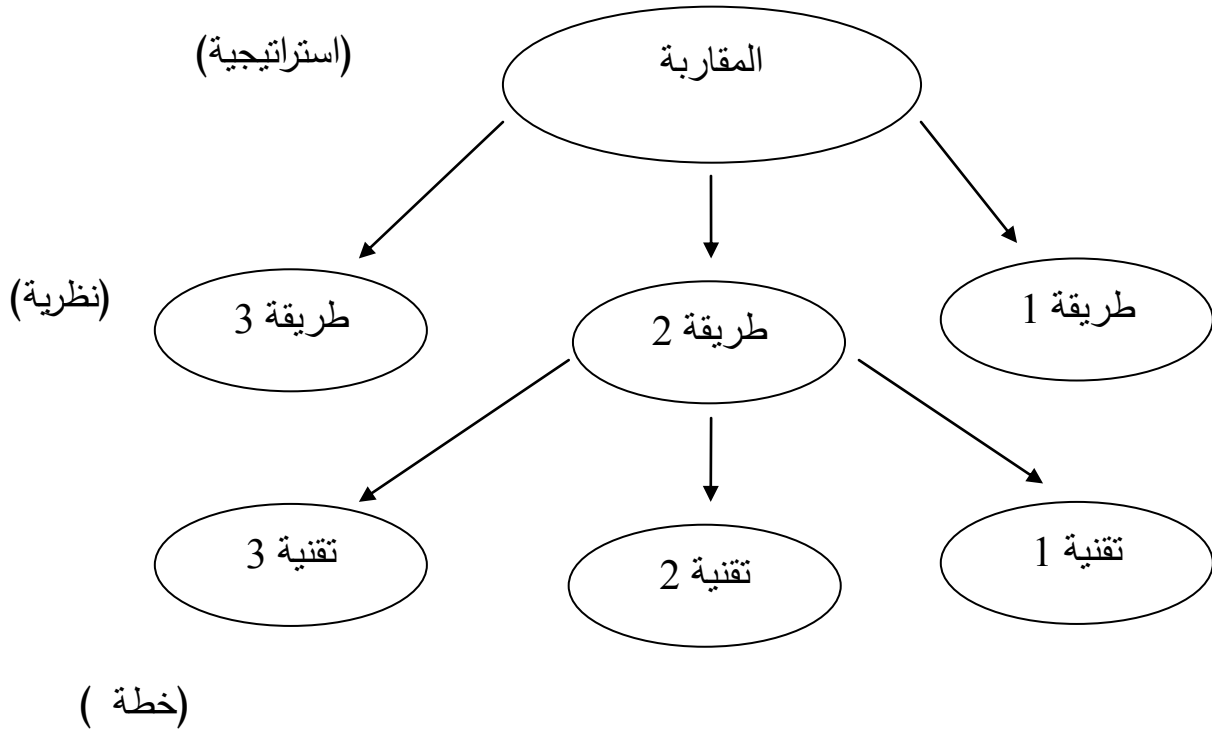 المقاربة
(استراتيجية)
طريقة 1
طريقة 2
طريقة 3
(نظرية)
تقنية 1
تقنية 2
تقنية 3
(خطة )